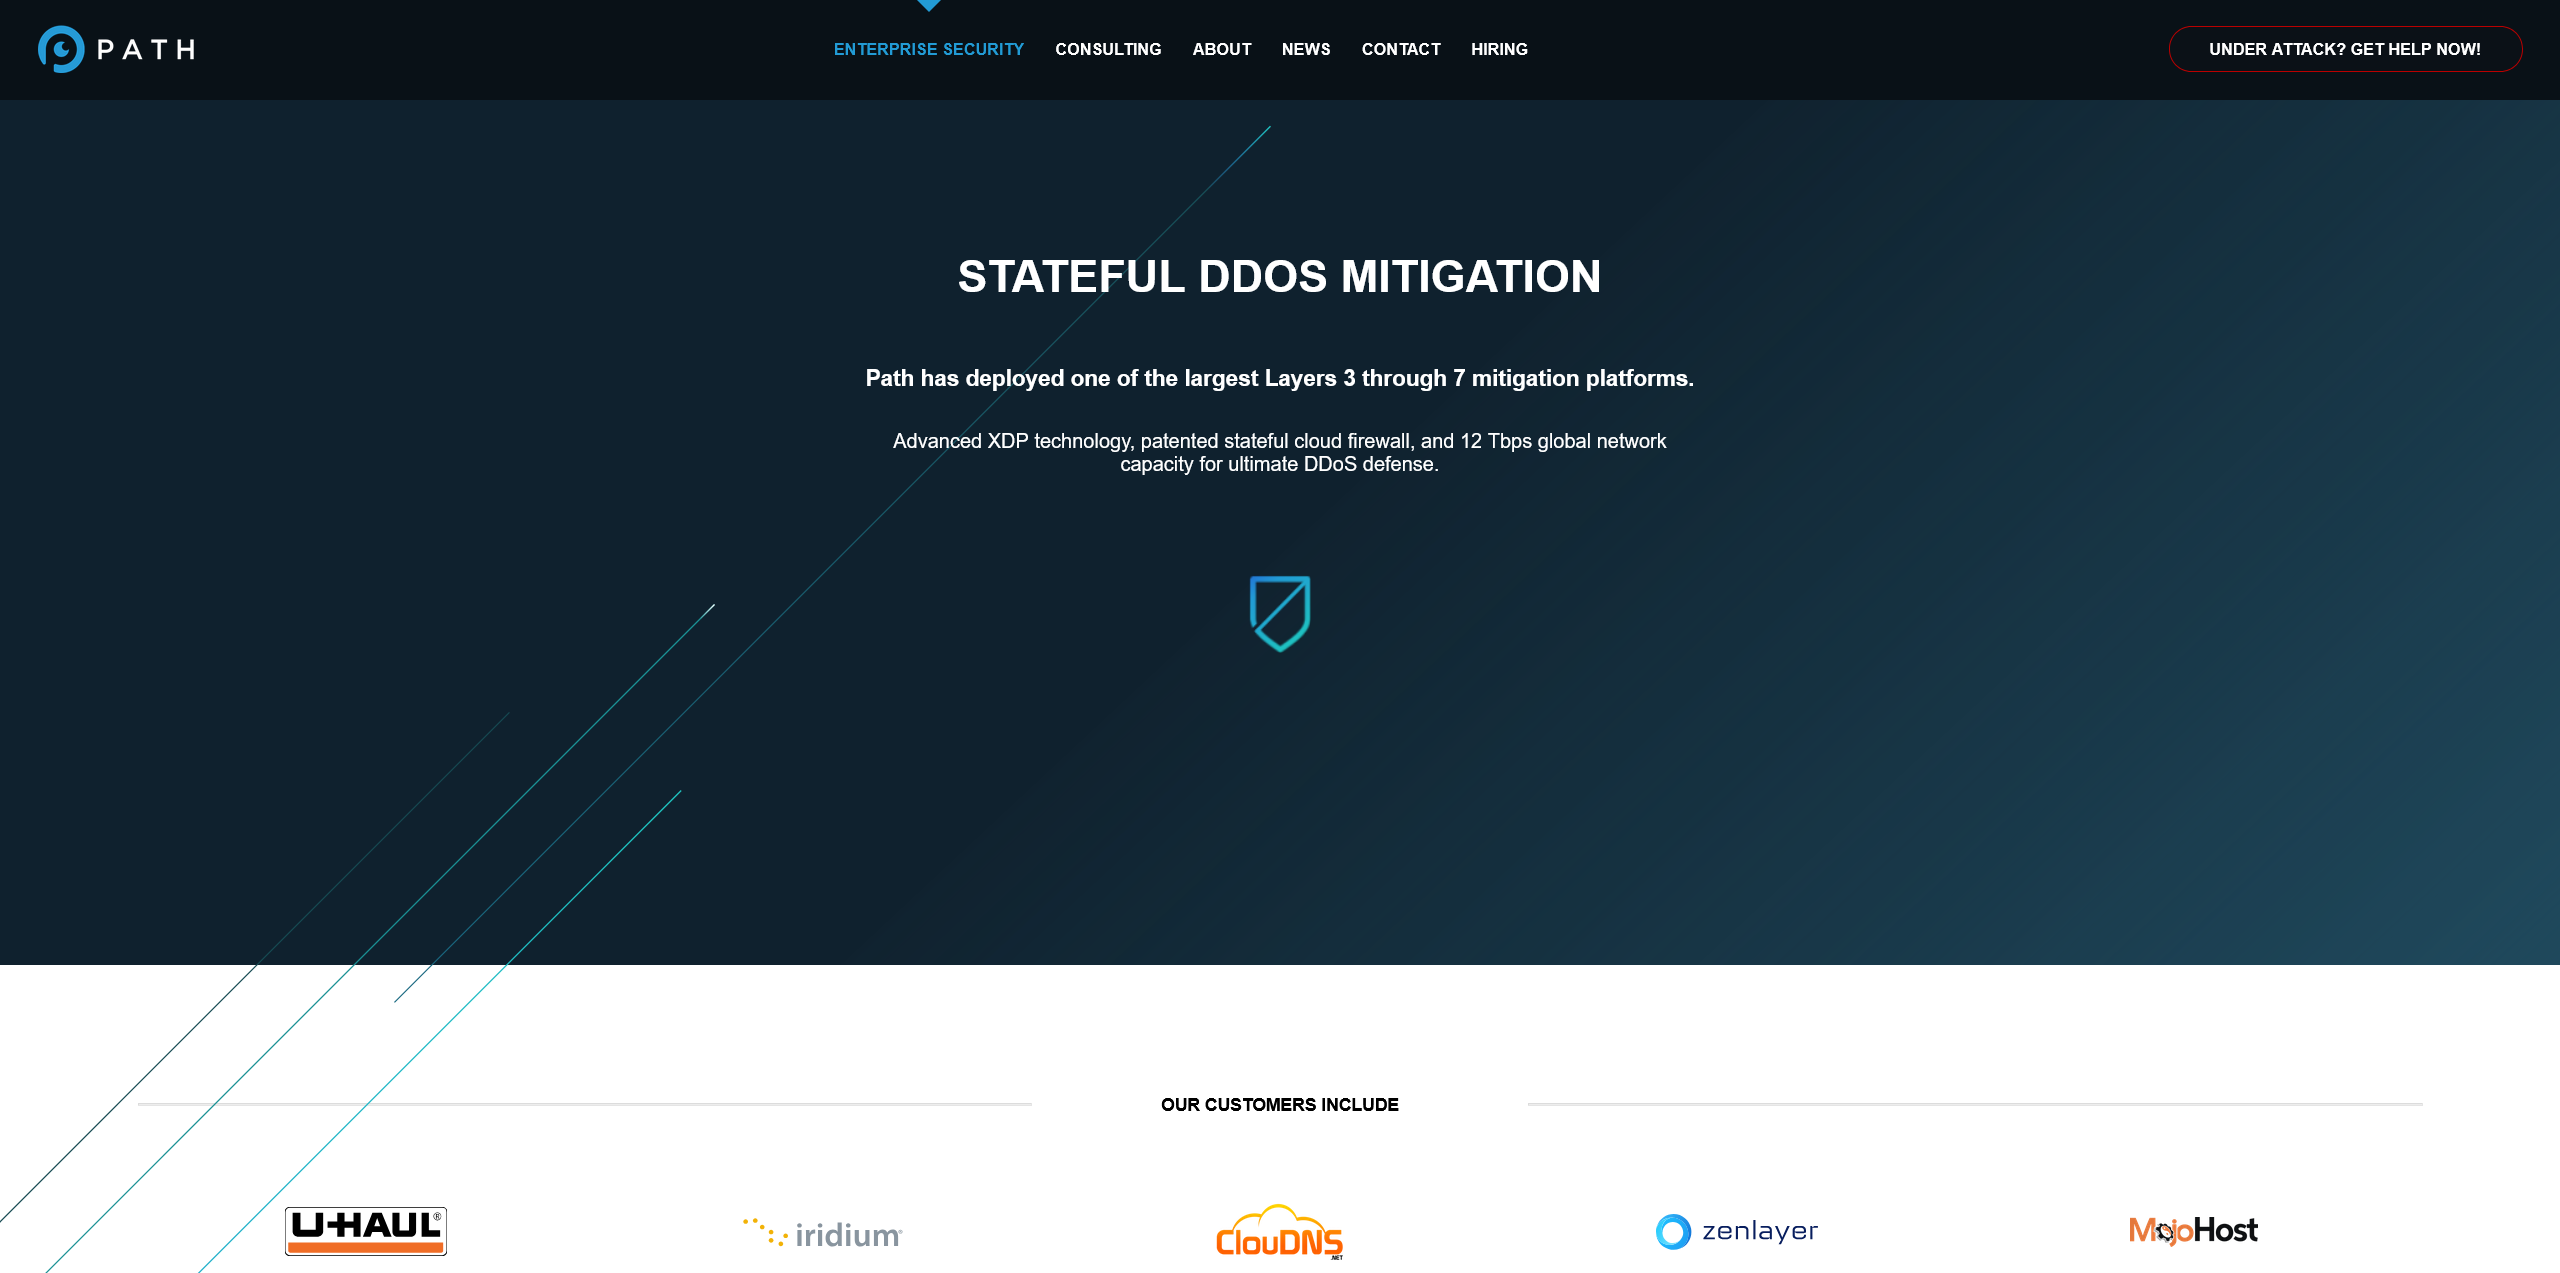 PATH
ENTERPRISE SECURITY CONSULTING ABOUT NEWS CONTACT HIRING
UNDER ATTACK? GET HELP NOW!
STATEFUL DDOS MITIGATION
Path has deployed one of the largest Layers 3 through 7 mitigation platforms.
Advanced XDP technology, patented stateful cloud firewall, and 12 Tbps global network
capacity for ultimate DDoS defense.
OUR CUSTOMERS INCLUDE
U-HAUL®
iridium®
ClouDNS
.NET
zenlayer
MojoHost